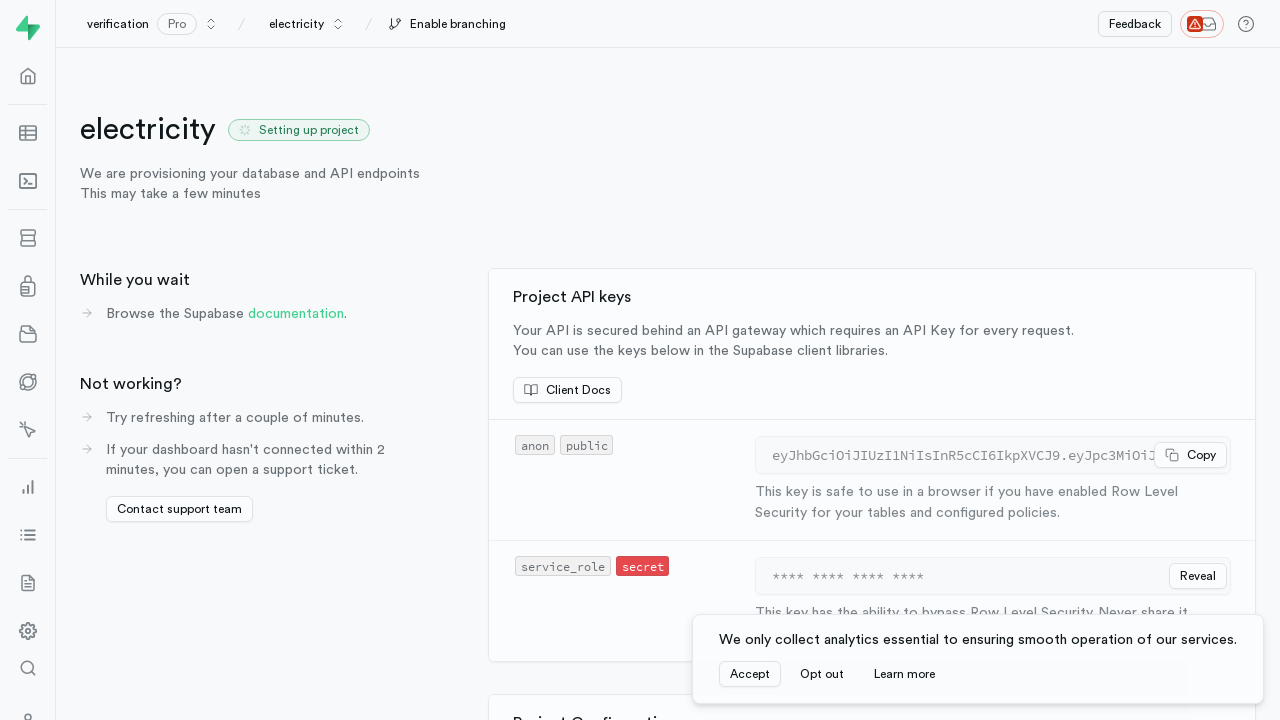 verification Pro / electricity / Enable branching Feedback
electricity Setting up project
We are provisioning your database and API endpoints
This may take a few minutes
While you wait
Browse the Supabase documentation.
Not working?
Try refreshing after a couple of minutes.
If your dashboard hasn't connected within 2
minutes, you can open a support ticket.
Contact support team
Project API keys
Your API is secured behind an API gateway which requires an API Key for every request.
You can use the keys below in the Supabase client libraries.
Client Docs
anon public
eyJhbGciOiJIUzI1NiIsInR5cCI6IkpXVCJ9.eyJpc3MiOiJ Copy
This key is safe to use in a browser if you have enabled Row Level
Security for your tables and configured policies.
service_role secret
**** **** **** **** Reveal
This key has the ability to bypass Row Level Security. Never share it
We only collect analytics essential to ensuring smooth operation of our services.
Accept Opt out Learn more